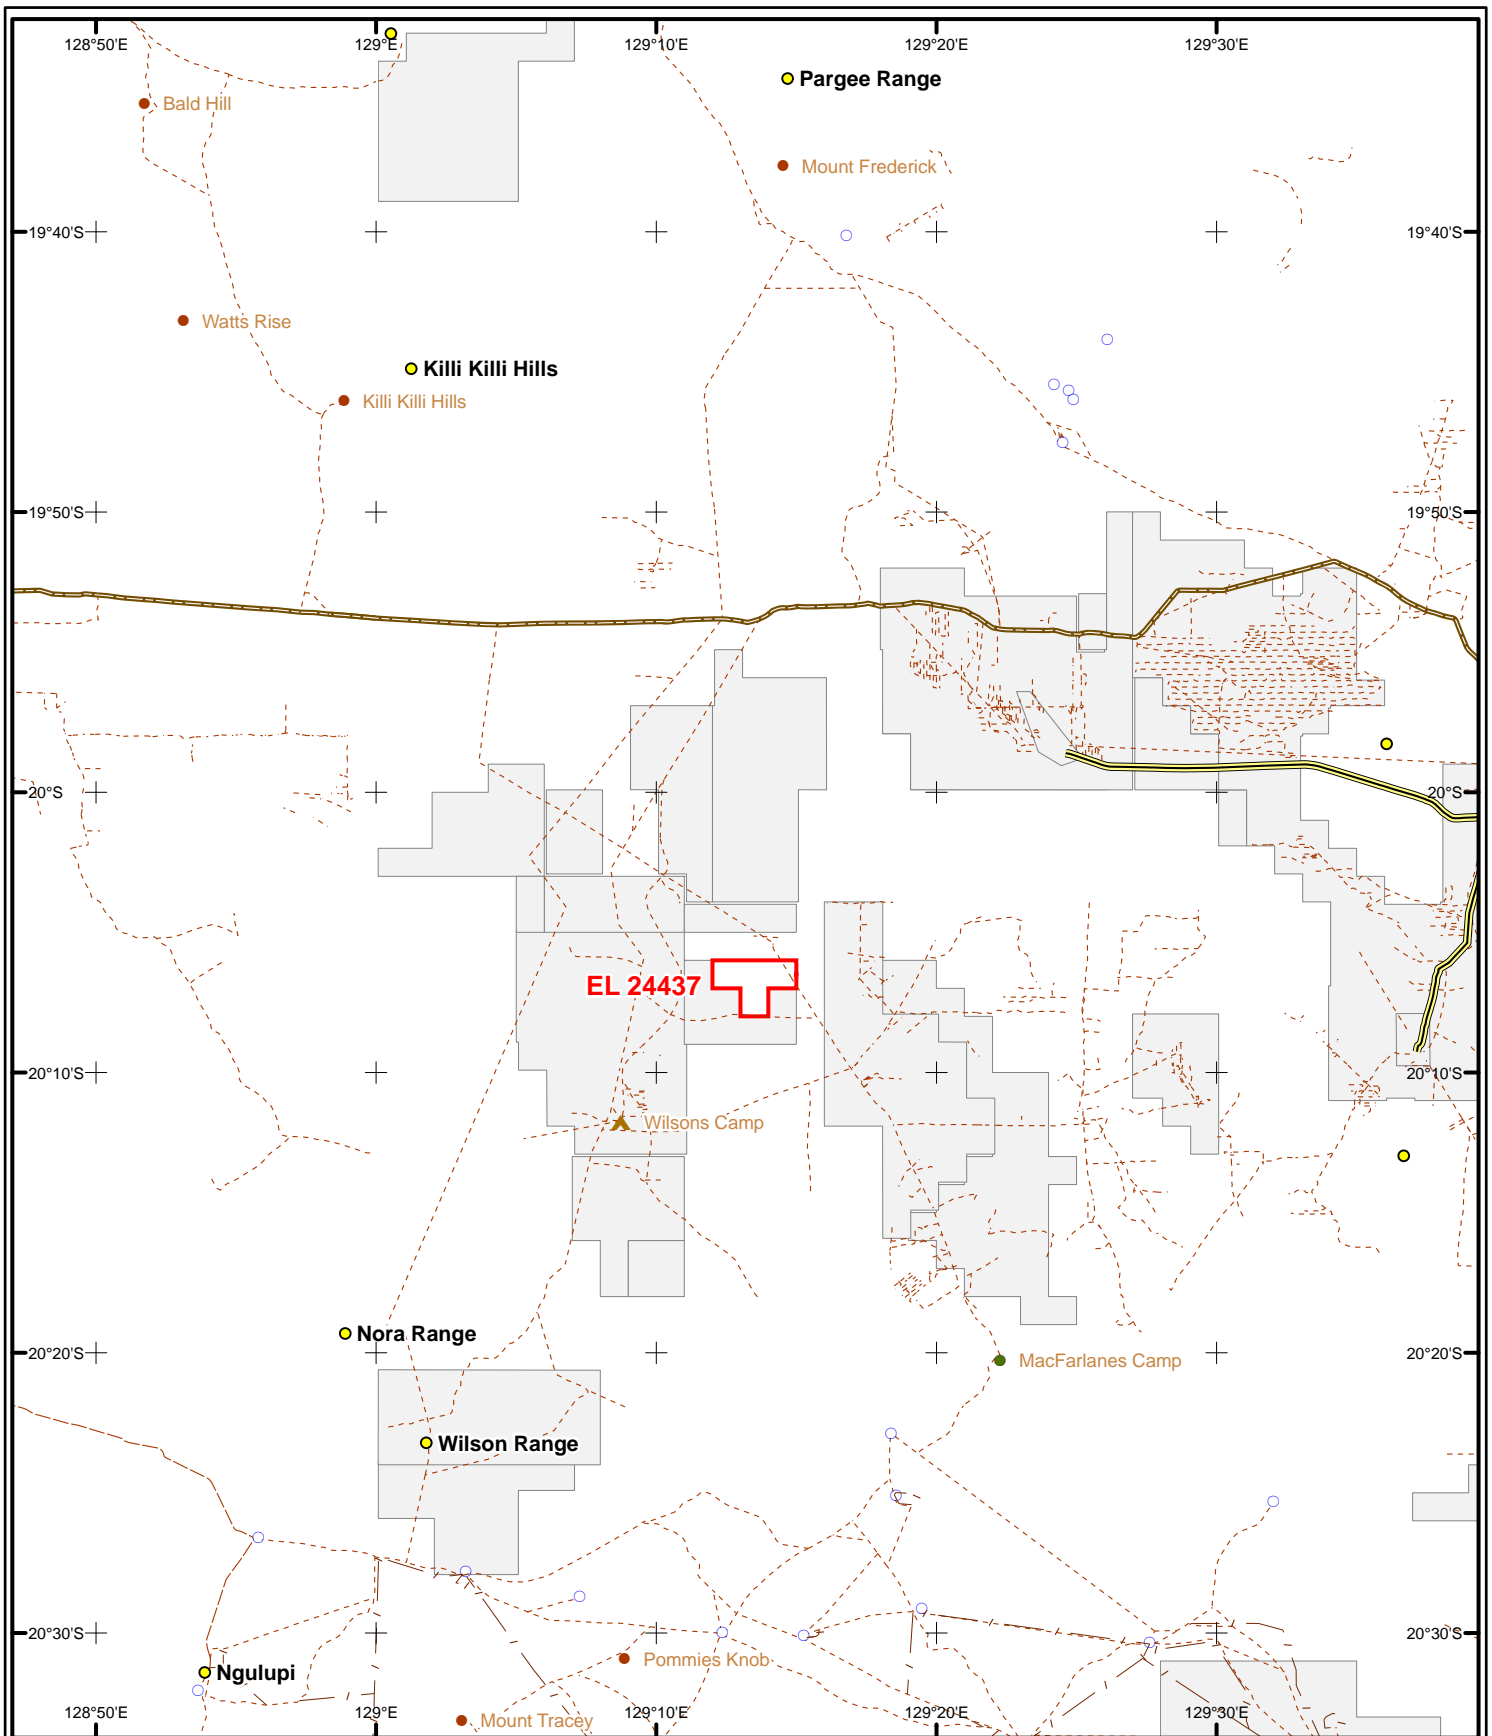 128°50'E
129°E
129°10'E
129°20'E
129°30'E
Pargee Range
Bald Hill
Mount Frederick
19°40'S
19°40'S
Watts Rise
Killi Killi Hills
Killi Killi Hills
19°50'S
19°50'S
20°S
20°S
EL 24437
20°10'S
20°10'S
Wilsons Camp
Nora Range
20°20'S
20°20'S
MacFarlanes Camp
Wilson Range
20°30'S
20°30'S
Pommies Knob
Ngulupi
128°50'E
129°E
129°10'E
129°20'E
129°30'E
Mount Tracey